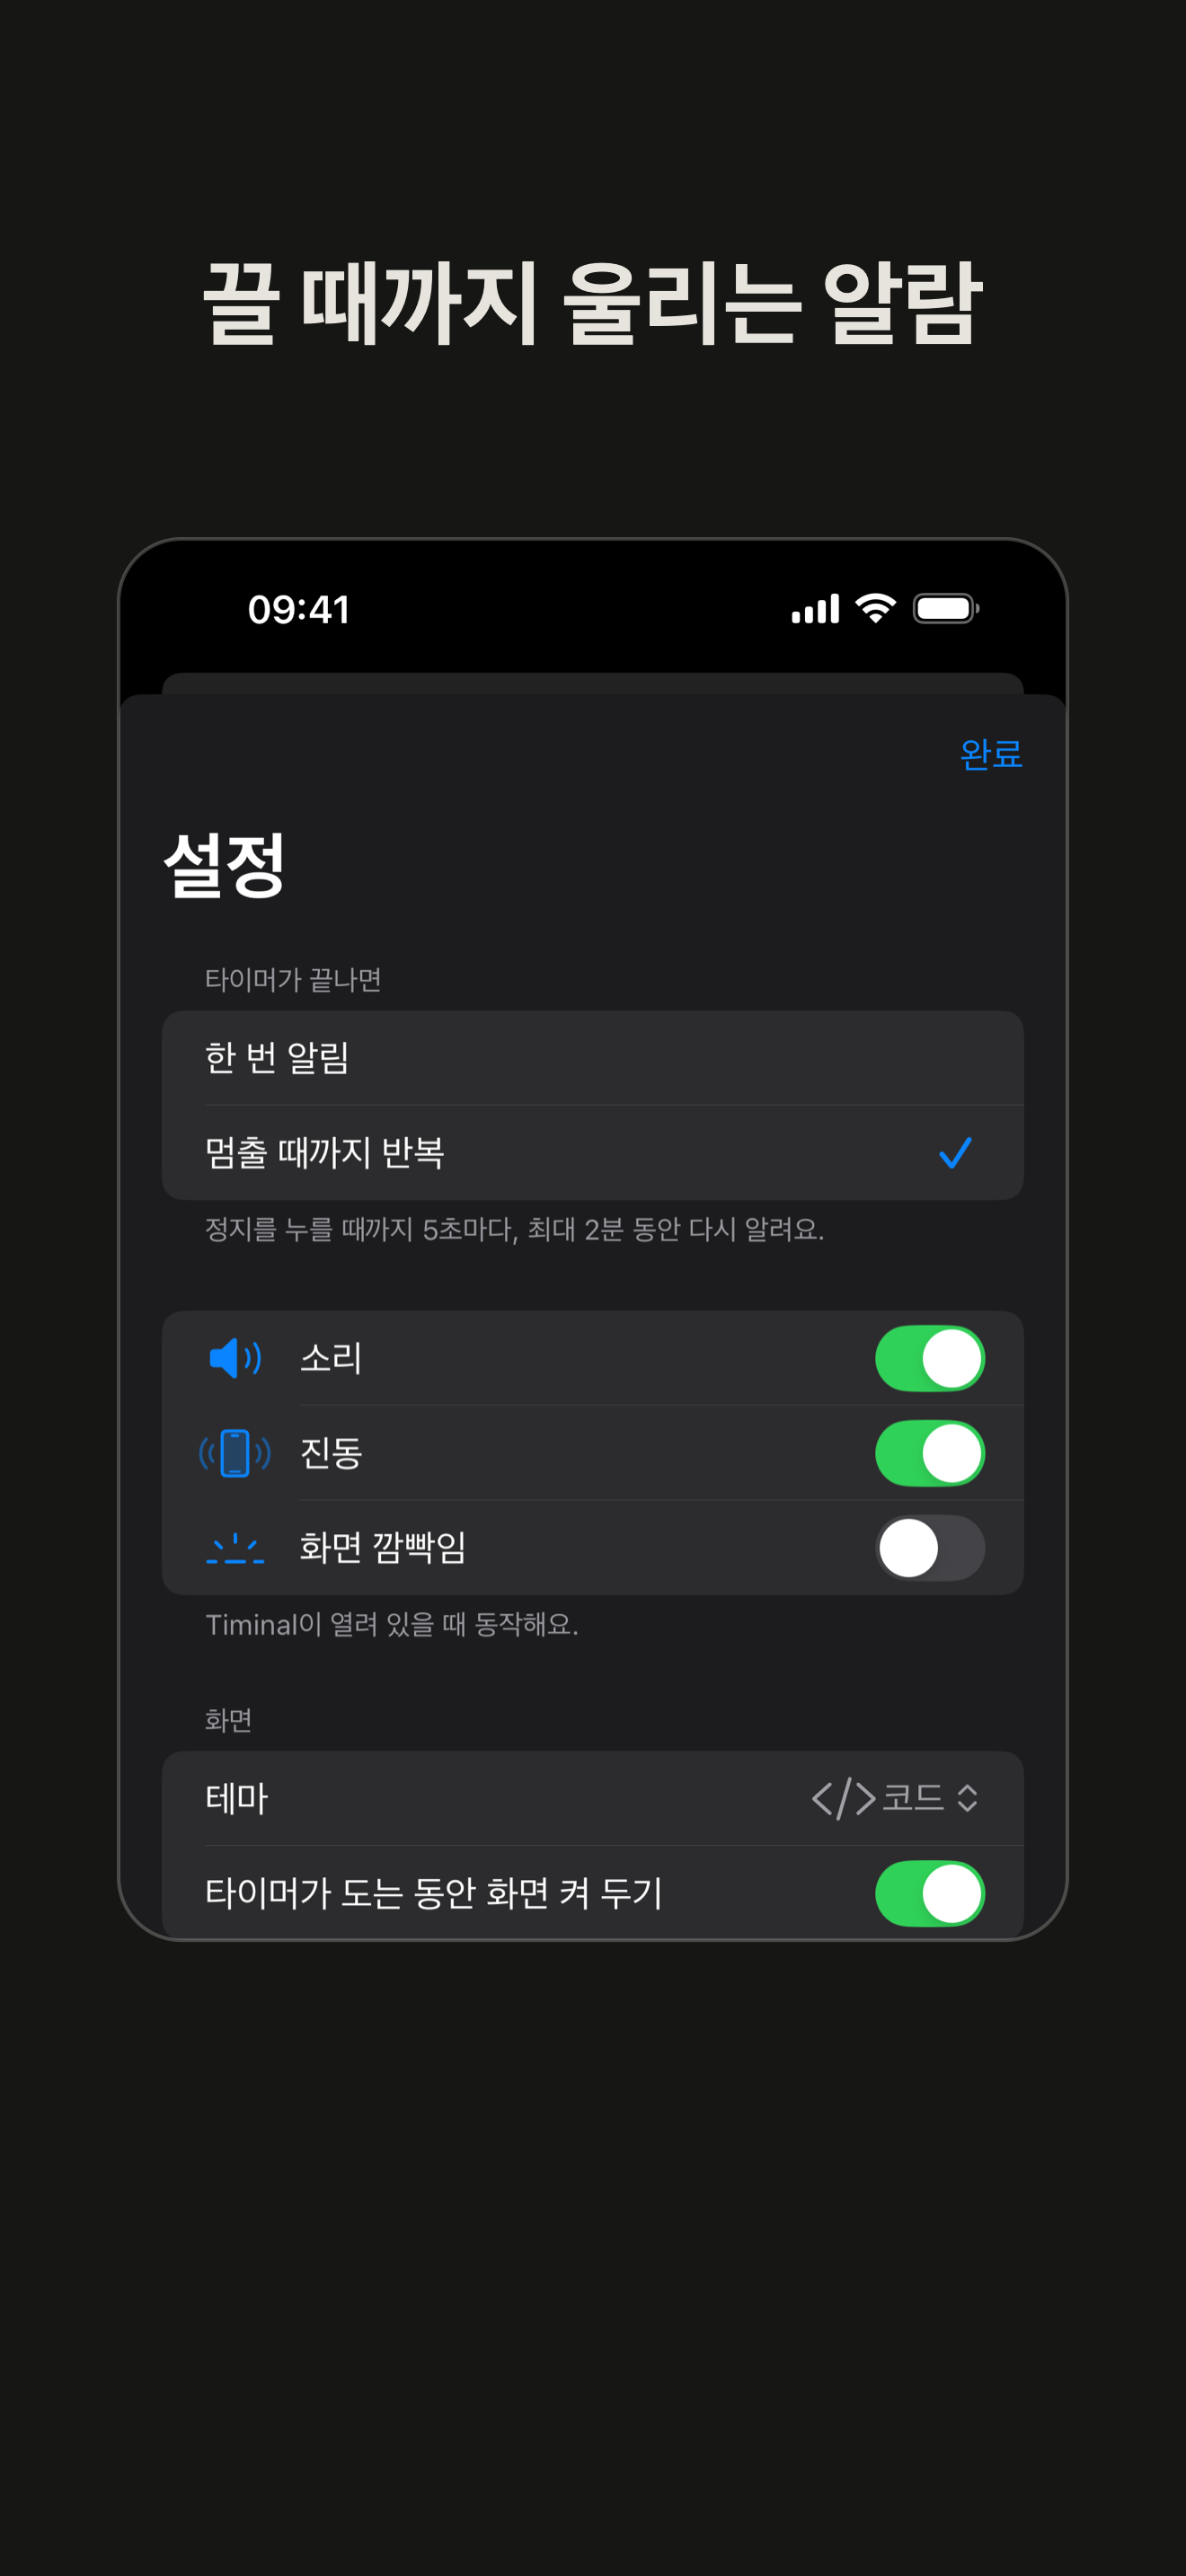 끌 때까지 울리는 알람
09:41
완료
설정
타이머가 끝나면
한 번 알림
멈출 때까지 반복
정지를 누를 때까지 5초마다, 최대 2분 동안 다시 알려요.
소리
진동
화면 깜빡임
Timinal이 열려 있을 때 동작해요.
화면
테마 </> 코드
타이머가 도는 동안 화면 켜 두기